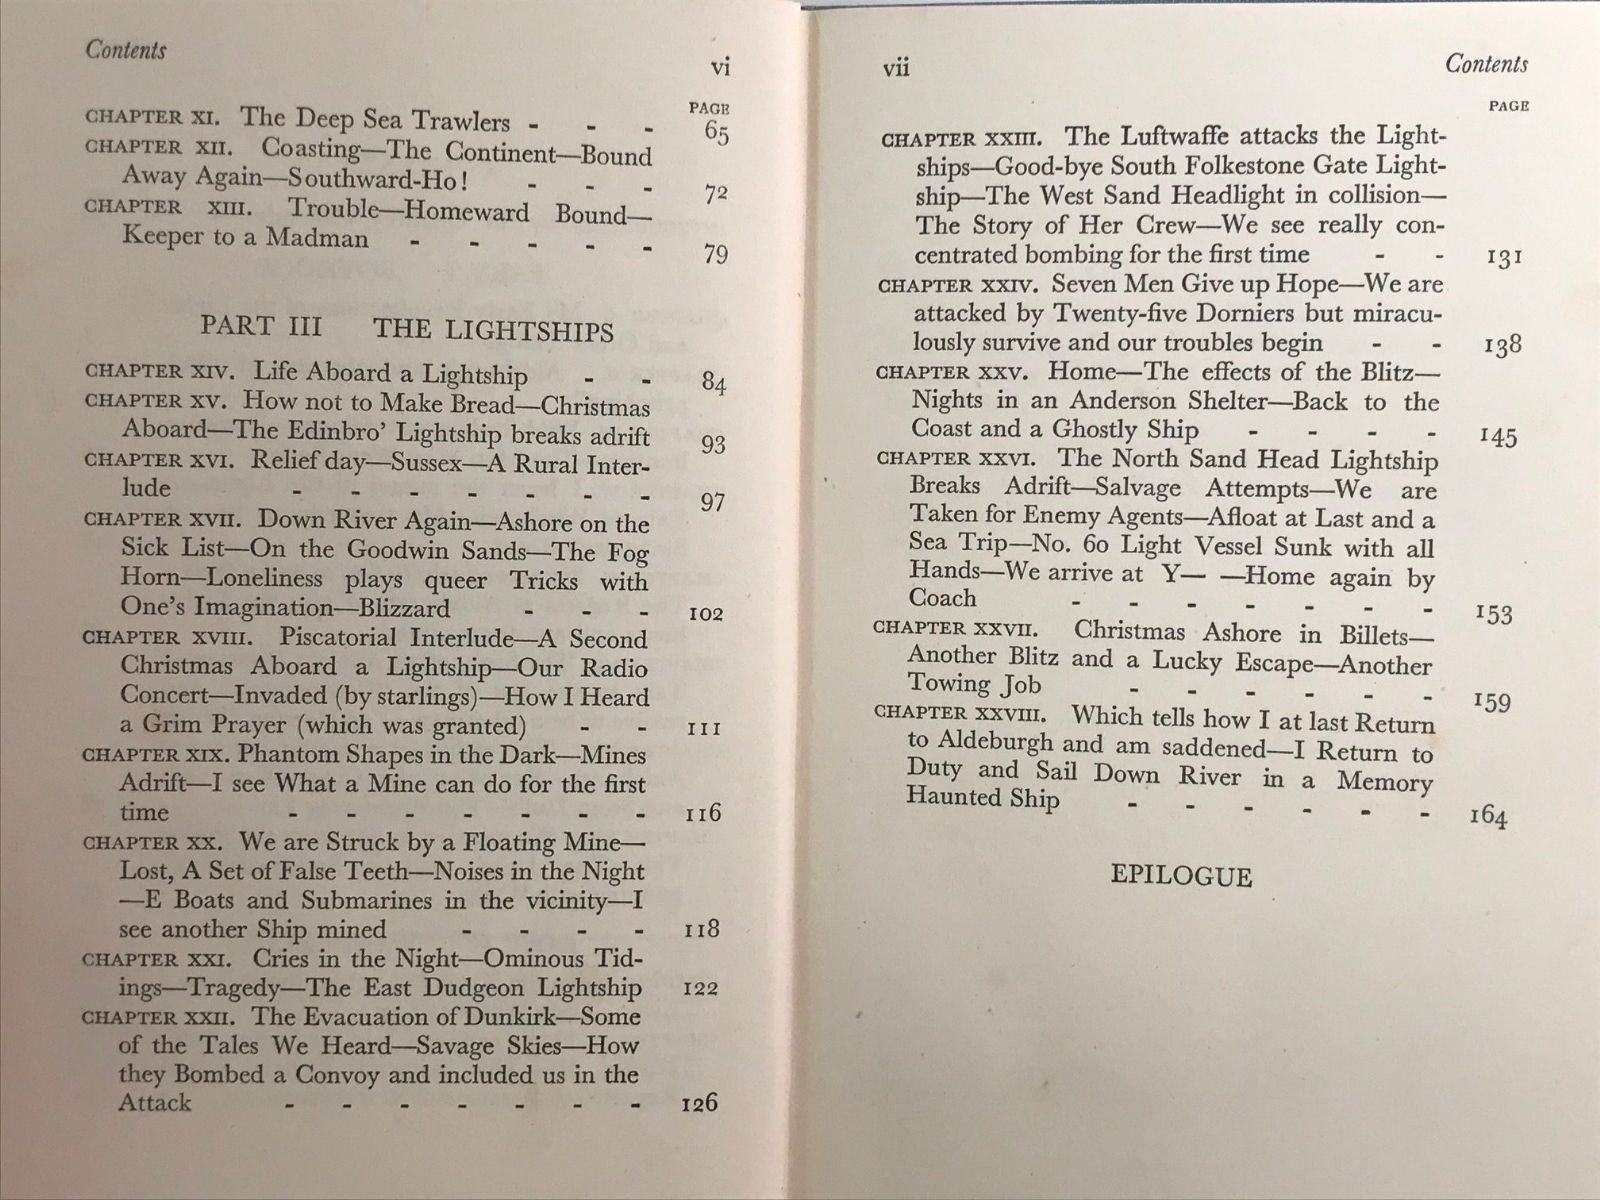 Contents
vi
PAGE
CHAPTER XI. The Deep Sea Trawlers - - - 65
CHAPTER XII. Coasting—The Continent—Bound
Away Again—Southward-Ho! - - - 72
CHAPTER XIII. Trouble—Homeward Bound—
Keeper to a Madman - - - - - 79
PART III THE LIGHTSHIPS
CHAPTER XIV. Life Aboard a Lightship - - 84
CHAPTER XV. How not to Make Bread—Christmas
Aboard—The Edinbro' Lightship breaks adrift 93
CHAPTER XVI. Relief day—Sussex—A Rural Inter-
lude - - - - - - - 97
CHAPTER XVII. Down River Again—Ashore on the
Sick List—On the Goodwin Sands—The Fog
Horn—Loneliness plays queer Tricks with
One's Imagination—Blizzard - - - 102
CHAPTER XVIII. Piscatorial Interlude—A Second
Christmas Aboard a Lightship—Our Radio
Concert—Invaded (by starlings)—How I Heard
a Grim Prayer (which was granted) - - 111
CHAPTER XIX. Phantom Shapes in the Dark—Mines
Adrift—I see What a Mine can do for the first
time - - - - - - - 116
CHAPTER XX. We are Struck by a Floating Mine—
Lost, A Set of False Teeth—Noises in the Night
—E Boats and Submarines in the vicinity—I
see another Ship mined - - - - 118
CHAPTER XXI. Cries in the Night—Ominous Tid-
ings—Tragedy—The East Dudgeon Lightship 122
CHAPTER XXII. The Evacuation of Dunkirk—Some
of the Tales We Heard—Savage Skies—How
they Bombed a Convoy and included us in the
Attack - - - - - - - 126
vii
Contents
PAGE
CHAPTER XXIII. The Luftwaffe attacks the Light-
ships—Good-bye South Folkestone Gate Light-
ship—The West Sand Headlight in collision—
The Story of Her Crew—We see really con-
centrated bombing for the first time - - 131
CHAPTER XXIV. Seven Men Give up Hope—We are
attacked by Twenty-five Dorniers but miracu-
lously survive and our troubles begin - - 138
CHAPTER XXV. Home—The effects of the Blitz—
Nights in an Anderson Shelter—Back to the
Coast and a Ghostly Ship - - - - 145
CHAPTER XXVI. The North Sand Head Lightship
Breaks Adrift—Salvage Attempts—We are
Taken for Enemy Agents—Afloat at Last and a
Sea Trip—No. 60 Light Vessel Sunk with all
Hands—We arrive at Y— —Home again by
Coach - - - - - - - 153
CHAPTER XXVII. Christmas Ashore in Billets—
Another Blitz and a Lucky Escape—Another
Towing Job - - - - - - 159
CHAPTER XXVIII. Which tells how I at last Return
to Aldeburgh and am saddened—I Return to
Duty and Sail Down River in a Memory
Haunted Ship - - - - - - 164
EPILOGUE